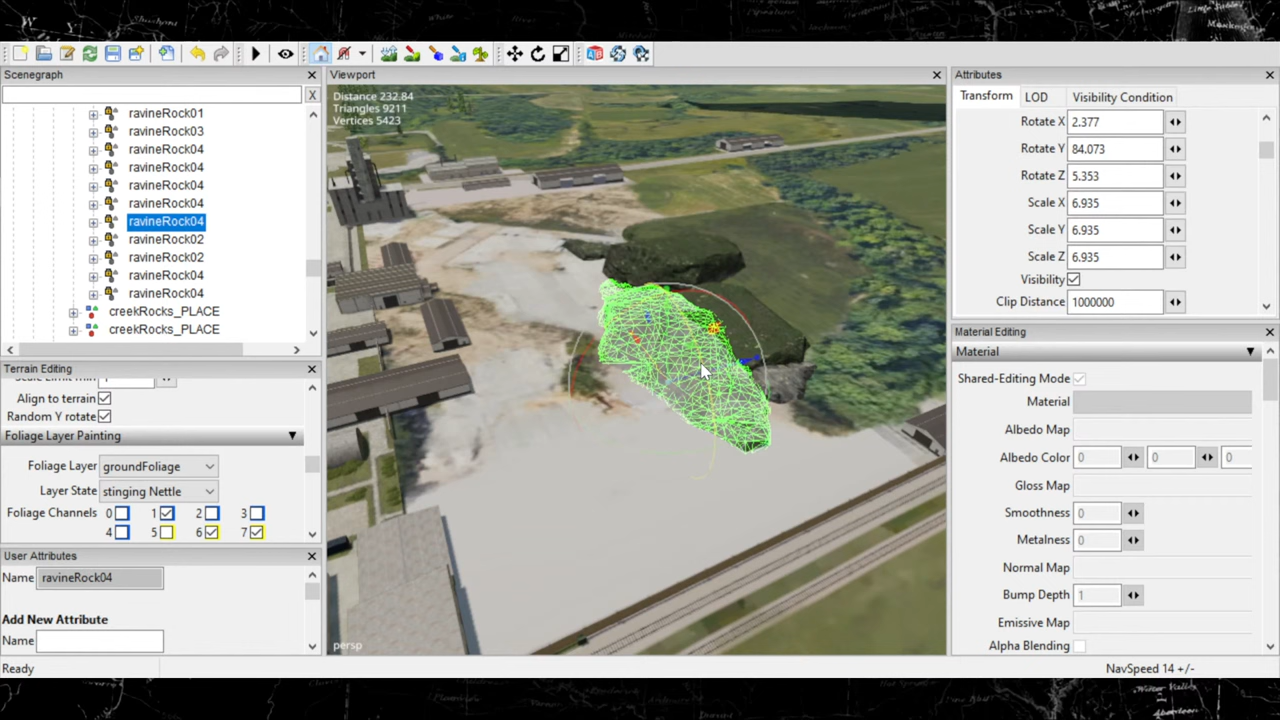 Scenegraph
X
ravineRock01
ravineRock03
ravineRock04
ravineRock04
ravineRock04
ravineRock04
ravineRock04
ravineRock02
ravineRock02
ravineRock04
ravineRock04
creekRocks_PLACE
creekRocks_PLACE
Terrain Editing
Align to terrain
Random Y rotate
Foliage Layer Painting
Foliage Layer groundFoliage
Layer State stinging Nettle
Foliage Channels 0 1 2 3
4 5 6 7
User Attributes
Name ravineRock04
Add New Attribute
Name
Ready
Viewport
Distance 232.84
Triangles 9211
Vertices 5423
persp
Attributes
Transform LOD Visibility Condition
Rotate X 2.377
Rotate Y 84.073
Rotate Z 5.353
Scale X 6.935
Scale Y 6.935
Scale Z 6.935
Visibility
Clip Distance 1000000
Material Editing
Material
Shared-Editing Mode
Material
Albedo Map
Albedo Color 0 0 0
Gloss Map
Smoothness 0
Metalness 0
Normal Map
Bump Depth 1
Emissive Map
Alpha Blending
NavSpeed 14 +/-